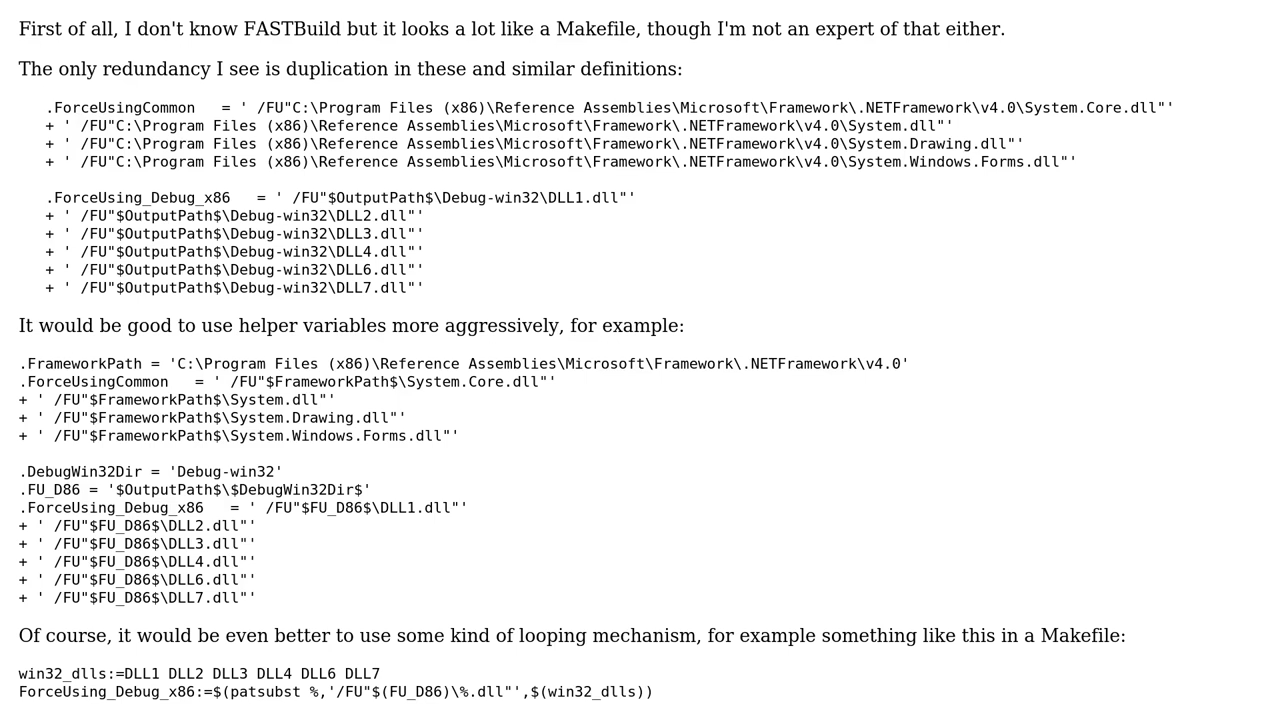 First of all, I don't know FASTBuild but it looks a lot like a Makefile, though I'm not an expert of that either.
The only redundancy I see is duplication in these and similar definitions:
.ForceUsingCommon   = ' /FU"C:\Program Files (x86)\Reference Assemblies\Microsoft\Framework\.NETFramework\v4.0\System.Core.dll"'
+ ' /FU"C:\Program Files (x86)\Reference Assemblies\Microsoft\Framework\.NETFramework\v4.0\System.dll"'
+ ' /FU"C:\Program Files (x86)\Reference Assemblies\Microsoft\Framework\.NETFramework\v4.0\System.Drawing.dll"'
+ ' /FU"C:\Program Files (x86)\Reference Assemblies\Microsoft\Framework\.NETFramework\v4.0\System.Windows.Forms.dll"'
.ForceUsing_Debug_x86   = ' /FU"$OutputPath$\Debug-win32\DLL1.dll"'
+ ' /FU"$OutputPath$\Debug-win32\DLL2.dll"'
+ ' /FU"$OutputPath$\Debug-win32\DLL3.dll"'
+ ' /FU"$OutputPath$\Debug-win32\DLL4.dll"'
+ ' /FU"$OutputPath$\Debug-win32\DLL6.dll"'
+ ' /FU"$OutputPath$\Debug-win32\DLL7.dll"'
It would be good to use helper variables more aggressively, for example:
.FrameworkPath = 'C:\Program Files (x86)\Reference Assemblies\Microsoft\Framework\.NETFramework\v4.0'
.ForceUsingCommon   = ' /FU"$FrameworkPath$\System.Core.dll"'
+ ' /FU"$FrameworkPath$\System.dll"'
+ ' /FU"$FrameworkPath$\System.Drawing.dll"'
+ ' /FU"$FrameworkPath$\System.Windows.Forms.dll"'
.DebugWin32Dir = 'Debug-win32'
.FU_D86 = '$OutputPath$\$DebugWin32Dir$'
.ForceUsing_Debug_x86   = ' /FU"$FU_D86$\DLL1.dll"'
+ ' /FU"$FU_D86$\DLL2.dll"'
+ ' /FU"$FU_D86$\DLL3.dll"'
+ ' /FU"$FU_D86$\DLL4.dll"'
+ ' /FU"$FU_D86$\DLL6.dll"'
+ ' /FU"$FU_D86$\DLL7.dll"'
Of course, it would be even better to use some kind of looping mechanism, for example something like this in a Makefile:
win32_dlls:=DLL1 DLL2 DLL3 DLL4 DLL6 DLL7
ForceUsing_Debug_x86:=$(patsubst %,'/FU"$(FU_D86)\%.dll"',$(win32_dlls))